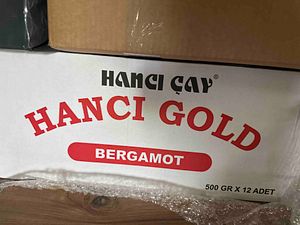 HANCI ÇAY®
HANCI GOLD
BERGAMOT
500 GR X 12 ADET